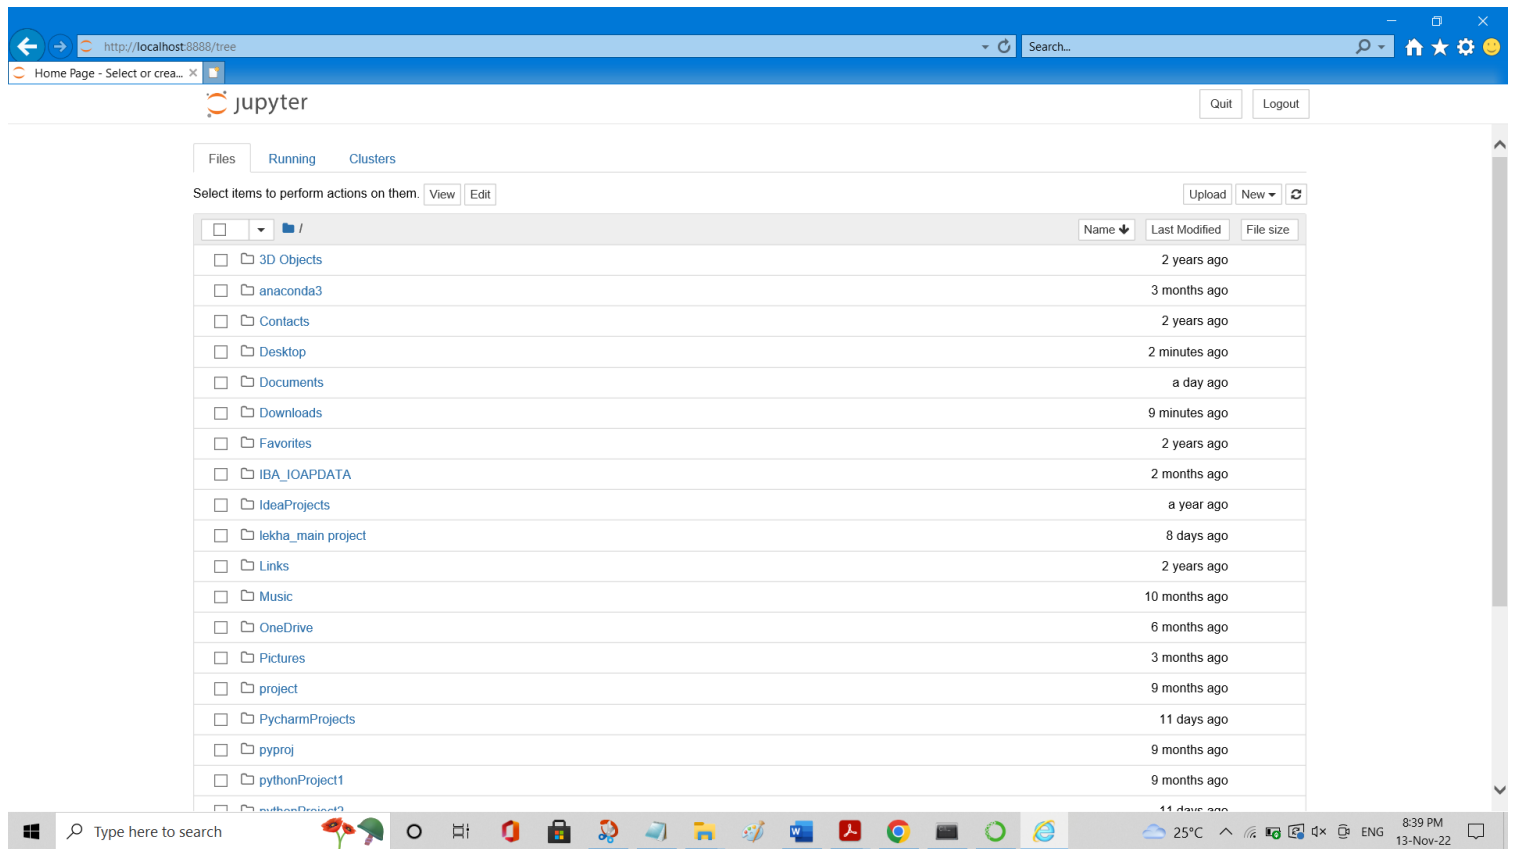 http://localhost:8888/tree
Search...
Home Page - Select or crea...
jupyter
Quit
Logout
Files
Running
Clusters
Select items to perform actions on them.
View
Edit
Upload
New
/
Name
Last Modified
File size
3D Objects
2 years ago
anaconda3
3 months ago
Contacts
2 years ago
Desktop
2 minutes ago
Documents
a day ago
Downloads
9 minutes ago
Favorites
2 years ago
IBA_IOAPDATA
2 months ago
IdeaProjects
a year ago
lekha_main project
8 days ago
Links
2 years ago
Music
10 months ago
OneDrive
6 months ago
Pictures
3 months ago
project
9 months ago
PycharmProjects
11 days ago
pyproj
9 months ago
pythonProject1
9 months ago
pythonProject2
11 days ago
Type here to search
25°C
ENG
8:39 PM
13-Nov-22